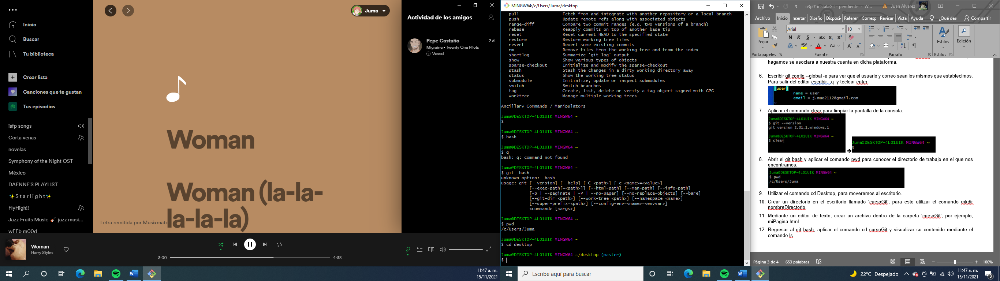 Inicio
Buscar
Tu biblioteca
Crear lista
Canciones que te gustan
Tus episodios
isfp songs
Corta venas
novelas
Symphony of the Night OST
México
DAFNNE'S PLAYLIST
✨S t a r l i g h t✨
FlyHigh!!
Jazz Fruits Music 🎸 jazz musi...
wEEb m00d
Juma
Woman
Woman (la-la-
la-la-la-la)
Letra remitida por Musixmatc
Actividad de los amigos
Pepe Castaño
2 d
Migraine • Twenty One Pilots
Vessel
Woman
Harry Styles
3:00
4:38
11:47 a. m.
15/11/2021
MINGW64:/c/Users/Juma/desktop
pull Fetch from and integrate with another repository or a local branch
push Update remote refs along with associated objects
range-diff Compare two commit ranges (e.g. two versions of a branch)
rebase Reapply commits on top of another base tip
reset Reset current HEAD to the specified state
restore Restore working tree files
revert Revert some existing commits
rm Remove files from the working tree and from the index
shortlog Summarize 'git log' output
show Show various types of objects
sparse-checkout Initialize and modify the sparse-checkout
stash Stash the changes in a dirty working directory away
status Show the working tree status
submodule Initialize, update or inspect submodules
switch Switch branches
tag Create, list, delete or verify a tag object signed with GPG
worktree Manage multiple working trees
Ancillary Commands / Manipulators
Juma@DESKTOP-4LO1UIK MINGW64 ~
$
Juma@DESKTOP-4LO1UIK MINGW64 ~
$ bash
Juma@DESKTOP-4LO1UIK MINGW64 ~
$ q
bash: q: command not found
Juma@DESKTOP-4LO1UIK MINGW64 ~
$ git -bash
unknown option: -bash
usage: git [--version] [--help] [-C <path>] [-c <name>=<value>]
[--exec-path[=<path>]] [--html-path] [--man-path] [--info-path]
[-p | --paginate | -P | --no-pager] [--no-replace-objects] [--bare]
[--git-dir=<path>] [--work-tree=<path>] [--namespace=<name>]
[--super-prefix=<path>] [--config-env=<name>=<envvar>]
<command> [<args>]
Juma@DESKTOP-4LO1UIK MINGW64 ~
$ pwd
/c/Users/Juma
Juma@DESKTOP-4LO1UIK MINGW64 ~
$ cd desktop
Juma@DESKTOP-4LO1UIK MINGW64 ~/desktop (master)
$
Escribe aquí para buscar
u3p01instalaGit - pendiente - W...
Juan Alvarez
Archivo Inicio Insertar Diseño Disposi Referen Corresp Revisar Vista Ayuda ¿Qué des Compartir
Pegar
Arial
10
N K S abc x₂ x²
A A Aa A A
Estilos
Edición
Portapapeles Fuente Párrafo Estilos
hagamos se asociara a nuestra cuenta en dicha plataforma.
6. Escribir git config --global -e para ver que el usuario y correo sean los mismos que establecimos.
Para salir del editor escribir :q y teclear enter.
[user]
name = user
email = j.mao2112@gmail.com
~
7. Aplicar el comando clear para limpiar la pantalla de la consola.
Juma@DESKTOP-4LO1UIK MINGW64 ~
$ git --version
git version 2.31.1.windows.1
Juma@DESKTOP-4LO1UIK MINGW64 ~
$ clear
Juma@DESKTOP-4LO1UIK MINGW64 ~
$
8. Abrir el git bash y aplicar el comando pwd para conocer el directorio de trabajo en el que nos
encontramos.
Juma@DESKTOP-4LO1UIK MINGW64 ~
$ pwd
/c/Users/Juma
9. Utilizar el comando cd Desktop, para moveremos al escritorio.
10. Crear un directorio en el escritorio llamado ‘cursoGit’, para esto utilizar el comando mkdir
nombreDirectorio.
11. Mediante un editor de texto, crear un archivo dentro de la carpeta ‘cursoGit’, por ejemplo,
miPagina.html.
12. Regresar al git bash, aplicar el comando cd cursoGit y visualizar su contenido mediante el
comando ls.
Página 3 de 4 653 palabras
100%
22°C Despejado
11:47 a. m.
15/11/2021
3